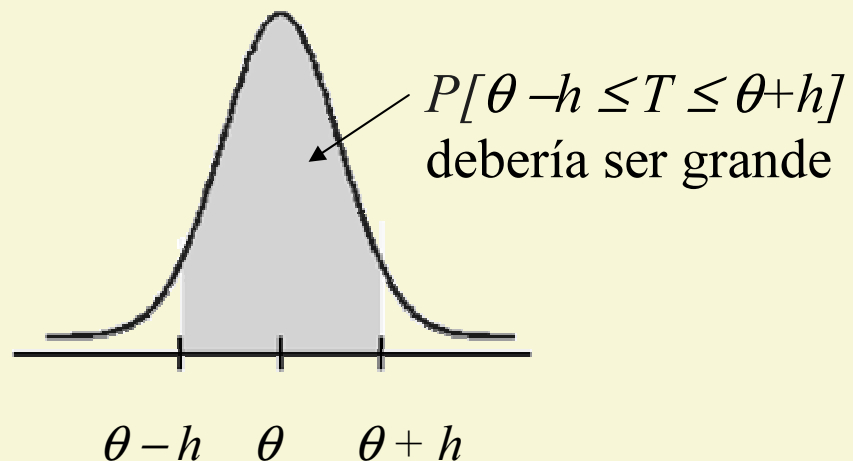 P[θ –h ≤ T ≤ θ+h]
debería ser grande
θ – h θ θ + h